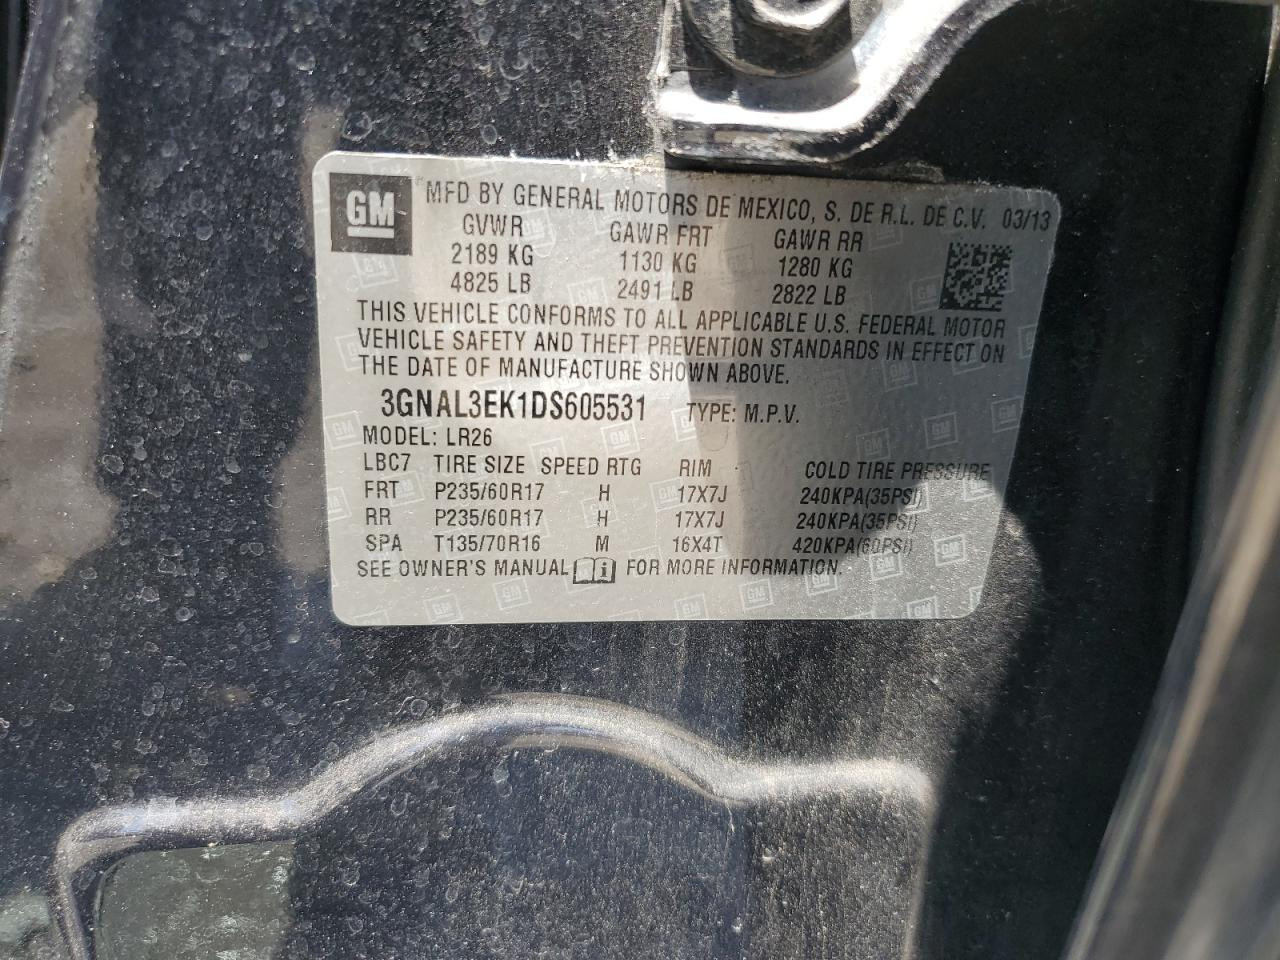 GM MFD BY GENERAL MOTORS DE MEXICO, S. DE R.L. DE C.V. 03/13
GVWR GAWR FRT GAWR RR
2189 KG 1130 KG 1280 KG
4825 LB 2491 LB 2822 LB
THIS VEHICLE CONFORMS TO ALL APPLICABLE U.S. FEDERAL MOTOR
VEHICLE SAFETY AND THEFT PREVENTION STANDARDS IN EFFECT ON
THE DATE OF MANUFACTURE SHOWN ABOVE.
3GNAL3EK1DS605531 TYPE: M.P.V.
MODEL: LR26
LBC7 TIRE SIZE SPEED RTG RIM COLD TIRE PRESSURE
FRT P235/60R17 H 17X7J 240KPA(35PSI)
RR P235/60R17 H 17X7J 240KPA(35PSI)
SPA T135/70R16 M 16X4T 420KPA(60PSI)
SEE OWNER'S MANUAL i FOR MORE INFORMATION.